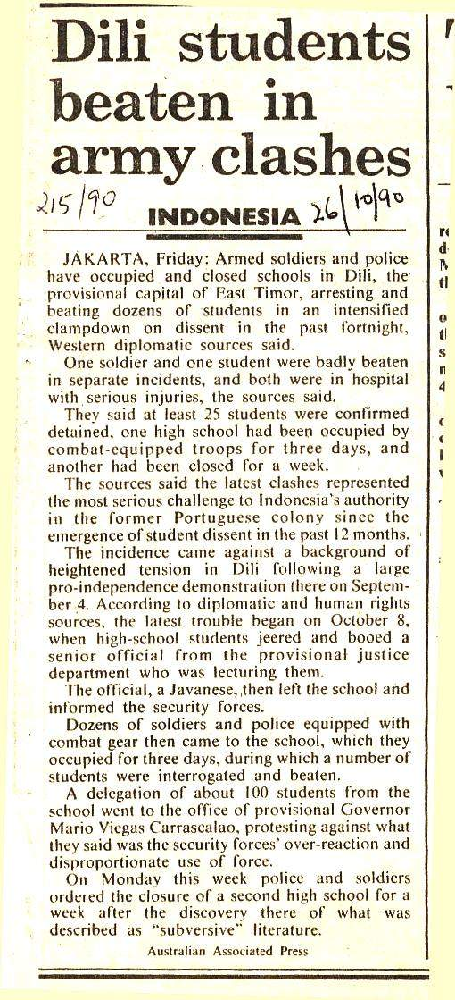 Dili students
beaten in
army clashes
215/90
INDONESIA
26/10/90
JAKARTA, Friday: Armed soldiers and police
have occupied and closed schools in Dili, the
provisional capital of East Timor, arresting and
beating dozens of students in an intensified
clampdown on dissent in the past fortnight,
Western diplomatic sources said.
One soldier and one student were badly beaten
in separate incidents, and both were in hospital
with serious injuries, the sources said.
They said at least 25 students were confirmed
detained, one high school had been occupied by
combat-equipped troops for three days, and
another had been closed for a week.
The sources said the latest clashes represented
the most serious challenge to Indonesia's authority
in the former Portuguese colony since the
emergence of student dissent in the past 12 months.
The incidence came against a background of
heightened tension in Dili following a large
pro-independence demonstration there on Septem-
ber 4. According to diplomatic and human rights
sources, the latest trouble began on October 8,
when high-school students jeered and booed a
senior official from the provisional justice
department who was lecturing them.
The official, a Javanese, then left the school and
informed the security forces.
Dozens of soldiers and police equipped with
combat gear then came to the school, which they
occupied for three days, during which a number of
students were interrogated and beaten.
A delegation of about 100 students from the
school went to the office of provisional Governor
Mario Viegas Carrascalao, protesting against what
they said was the security forces' over-reaction and
disproportionate use of force.
On Monday this week police and soldiers
ordered the closure of a second high school for a
week after the discovery there of what was
described as "subversive" literature.
Australian Associated Press